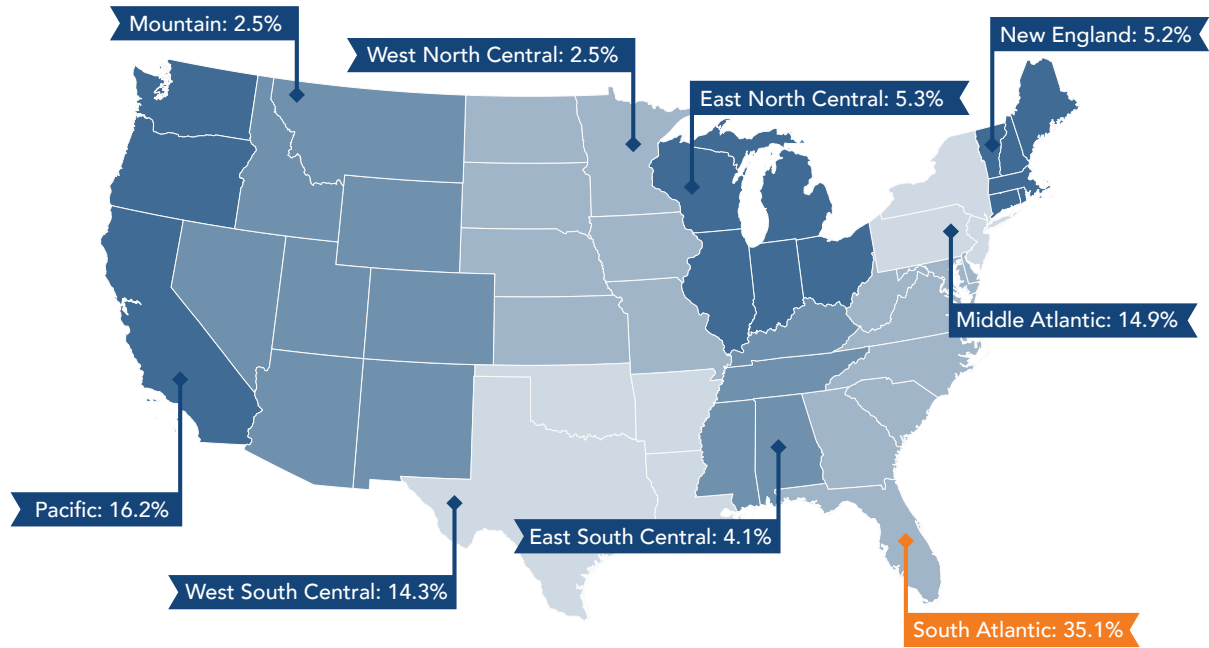 Mountain: 2.5%
New England: 5.2%
West North Central: 2.5%
East North Central: 5.3%
Middle Atlantic: 14.9%
Pacific: 16.2%
East South Central: 4.1%
West South Central: 14.3%
South Atlantic: 35.1%